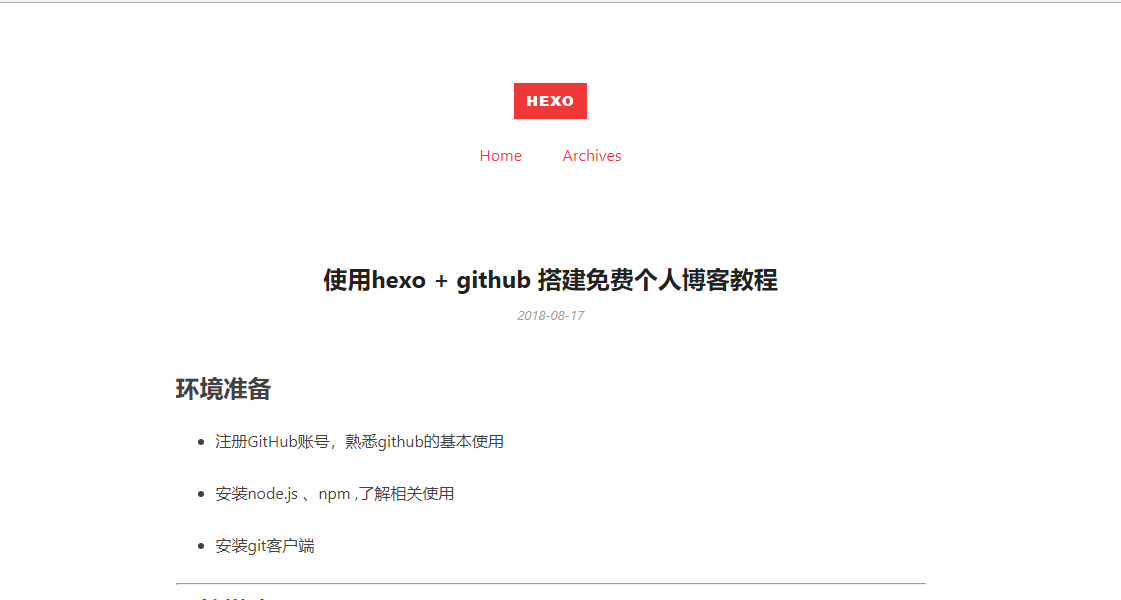 HEXO
Home Archives
使用hexo + github 搭建免费个人博客教程
2018-08-17
环境准备
注册GitHub账号，熟悉github的基本使用
安装node.js 、npm ,了解相关使用
安装git客户端